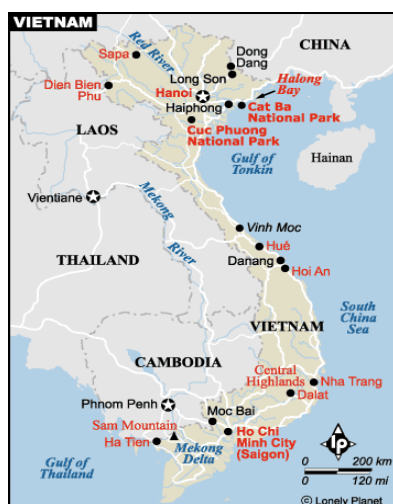 VIETNAM
CHINA
Dong
Dang
Sapa
Red River
Long Son
Halong
Bay
Hanoi
Dien Bien
Phu
Haiphong
Cat Ba
National Park
LAOS
Cuc Phuong
National Park
Gulf of
Tonkin
Hainan
Vientiane
Mekong
River
Vinh Moc
Hué
THAILAND
Danang
Hoi An
South
China
Sea
VIETNAM
CAMBODIA
Central
Highlands
Nha Trang
Dalat
Phnom Penh
Moc Bai
Sam Mountain
Ha Tien
Ho Chi
Minh City
(Saigon)
Mekong
Delta
Gulf of
Thailand
lp
0 200 km
0 120 mi
© Lonely Planet